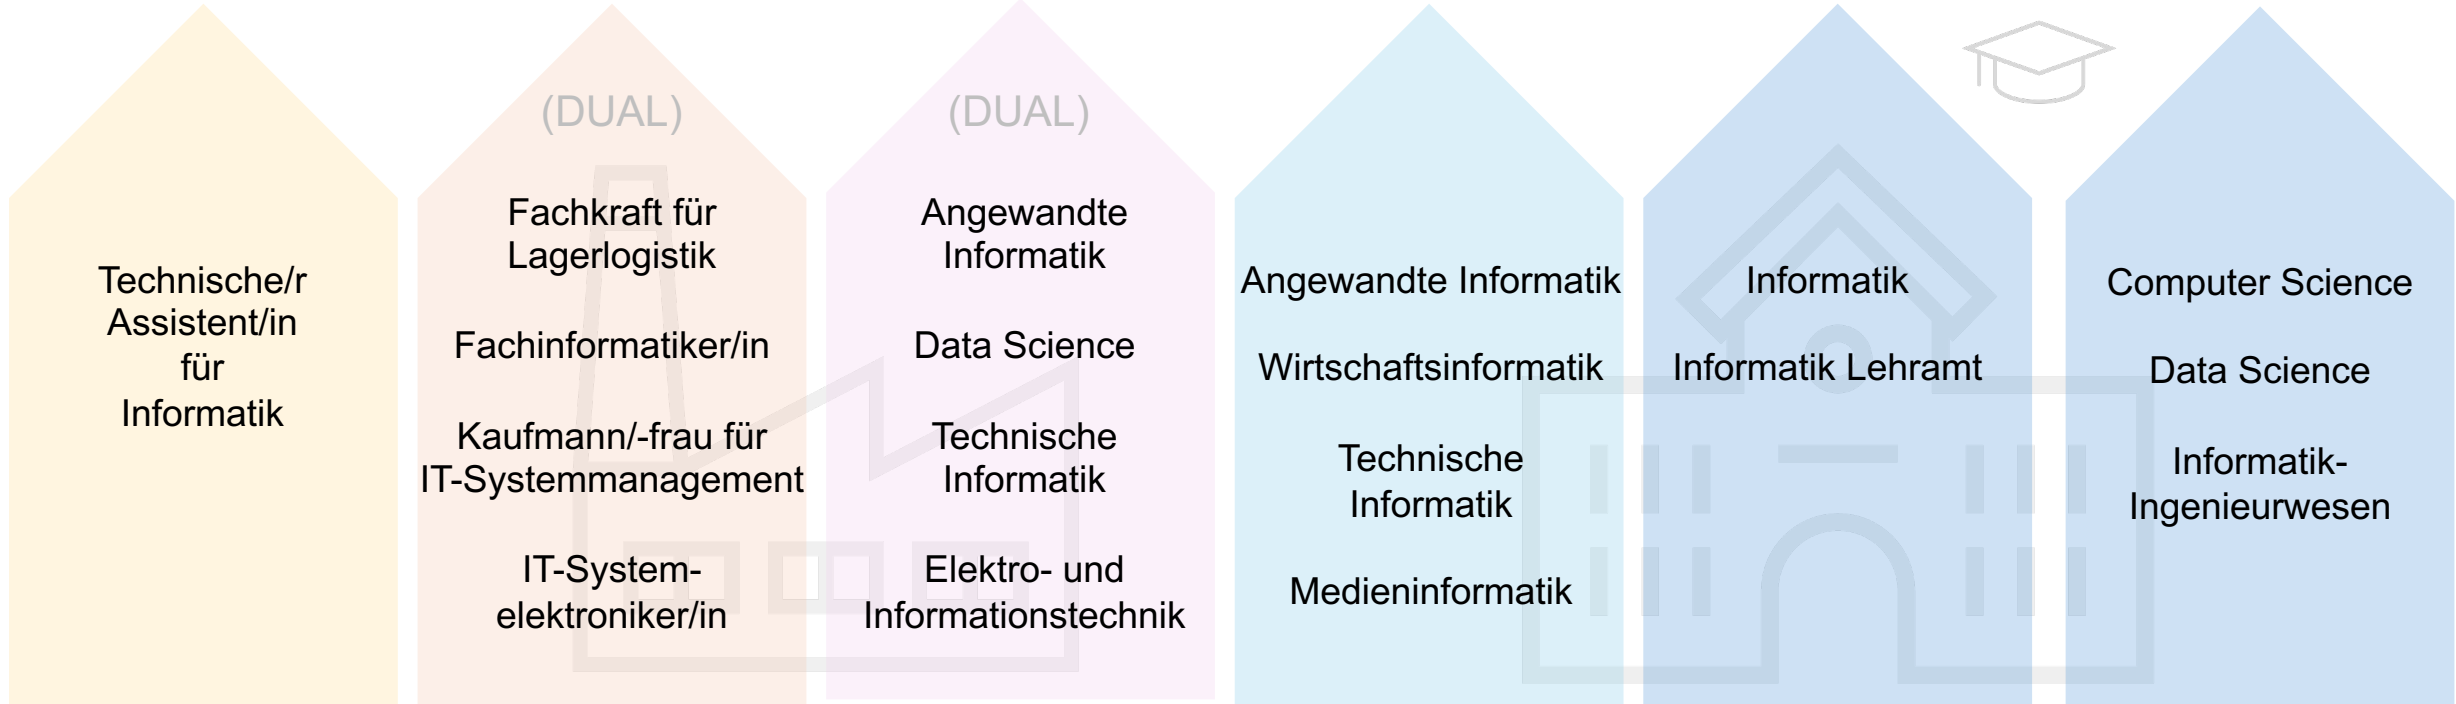 Technische/r
Assistent/in
für
Informatik
(DUAL)
Fachkraft für
Lagerlogistik
Fachinformatiker/in
Kaufmann/-frau für
IT-Systemmanagement
IT-System-
elektroniker/in
(DUAL)
Angewandte
Informatik
Data Science
Technische
Informatik
Elektro- und
Informationstechnik
Angewandte Informatik
Wirtschaftsinformatik
Technische
Informatik
Medieninformatik
Informatik
Informatik Lehramt
Computer Science
Data Science
Informatik-
Ingenieurwesen